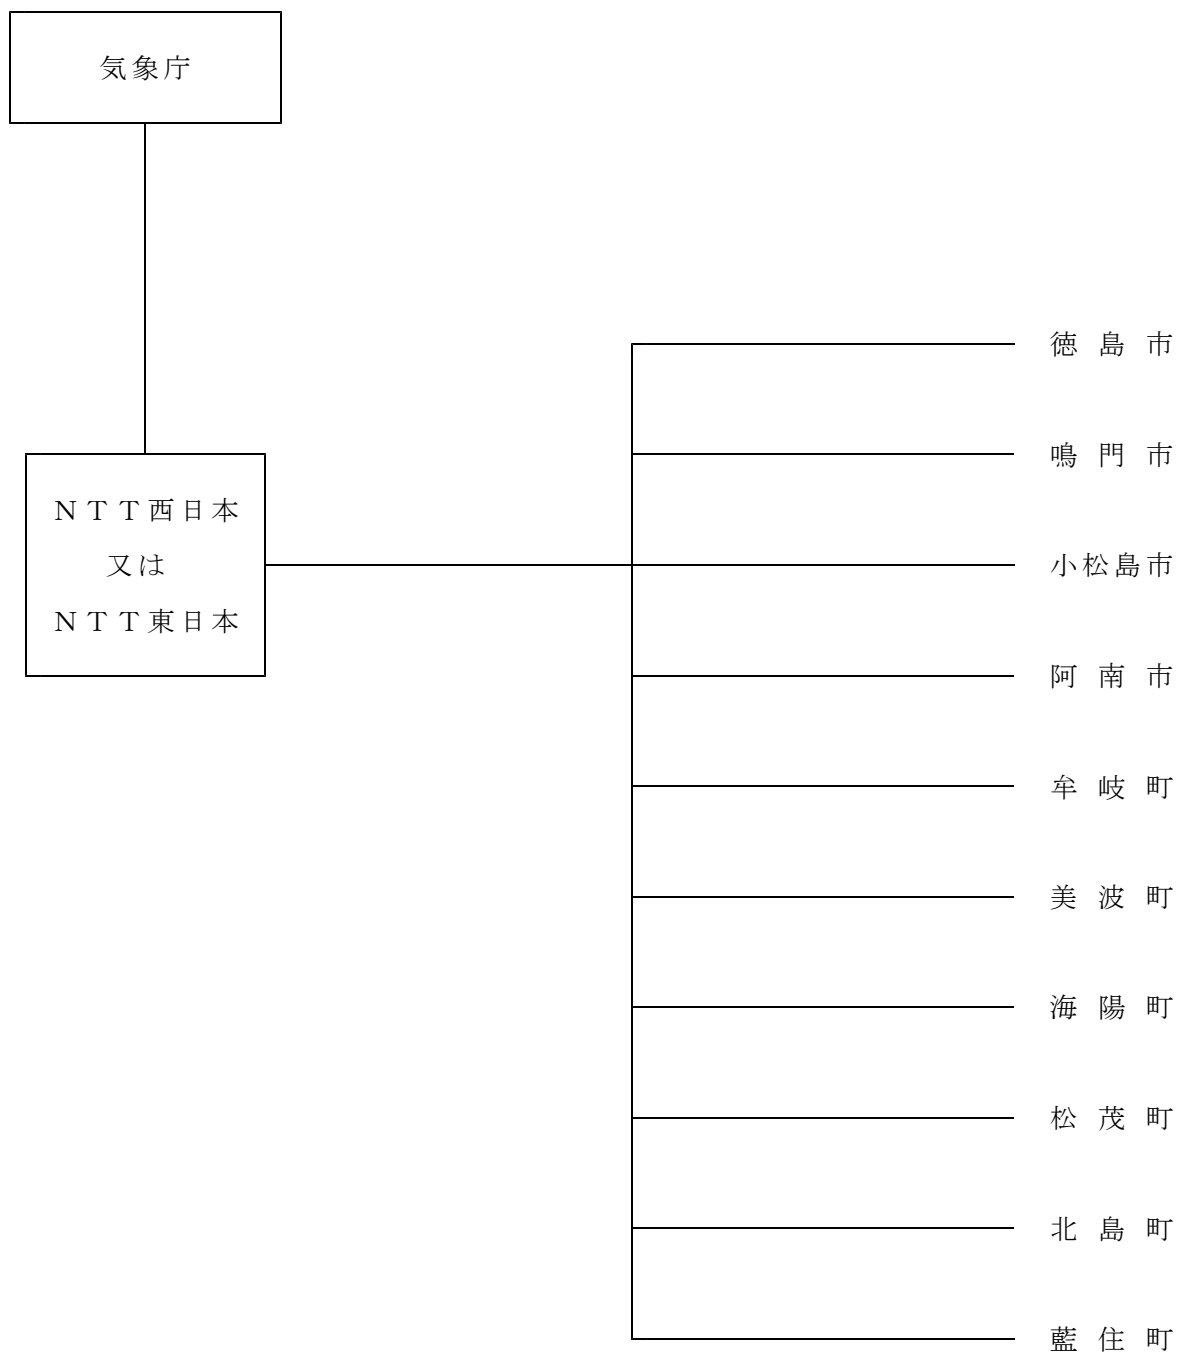 気象庁
ＮＴＴ西日本
又は
ＮＴＴ東日本
徳島市
鳴門市
小松島市
阿南市
牟岐町
美波町
海陽町
松茂町
北島町
藍住町